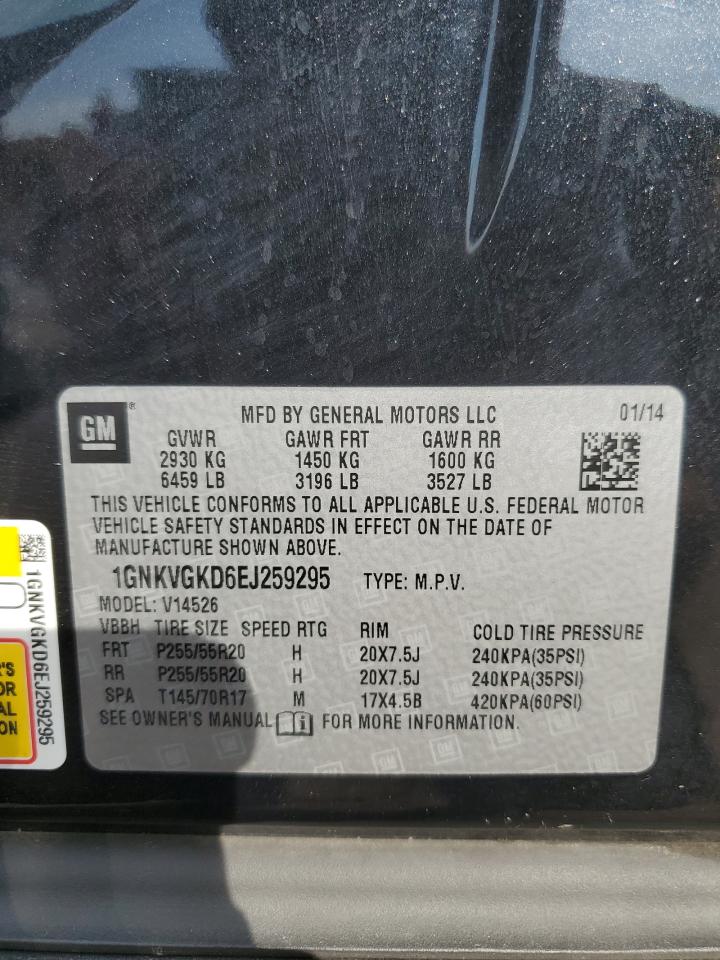 GM®
MFD BY GENERAL MOTORS LLC 01/14
GVWR GAWR FRT GAWR RR
2930 KG 1450 KG 1600 KG
6459 LB 3196 LB 3527 LB
THIS VEHICLE CONFORMS TO ALL APPLICABLE U.S. FEDERAL MOTOR
VEHICLE SAFETY STANDARDS IN EFFECT ON THE DATE OF
MANUFACTURE SHOWN ABOVE.
1GNKVGKD6EJ259295 TYPE: M.P.V.
MODEL: V14526
VBBH TIRE SIZE SPEED RTG RIM COLD TIRE PRESSURE
FRT P255/55R20 H 20X7.5J 240KPA(35PSI)
RR P255/55R20 H 20X7.5J 240KPA(35PSI)
SPA T145/70R17 M 17X4.5B 420KPA(60PSI)
SEE OWNER'S MANUAL FOR MORE INFORMATION.
1GNKVGKD6EJ259295
'S
OR
AL
ON